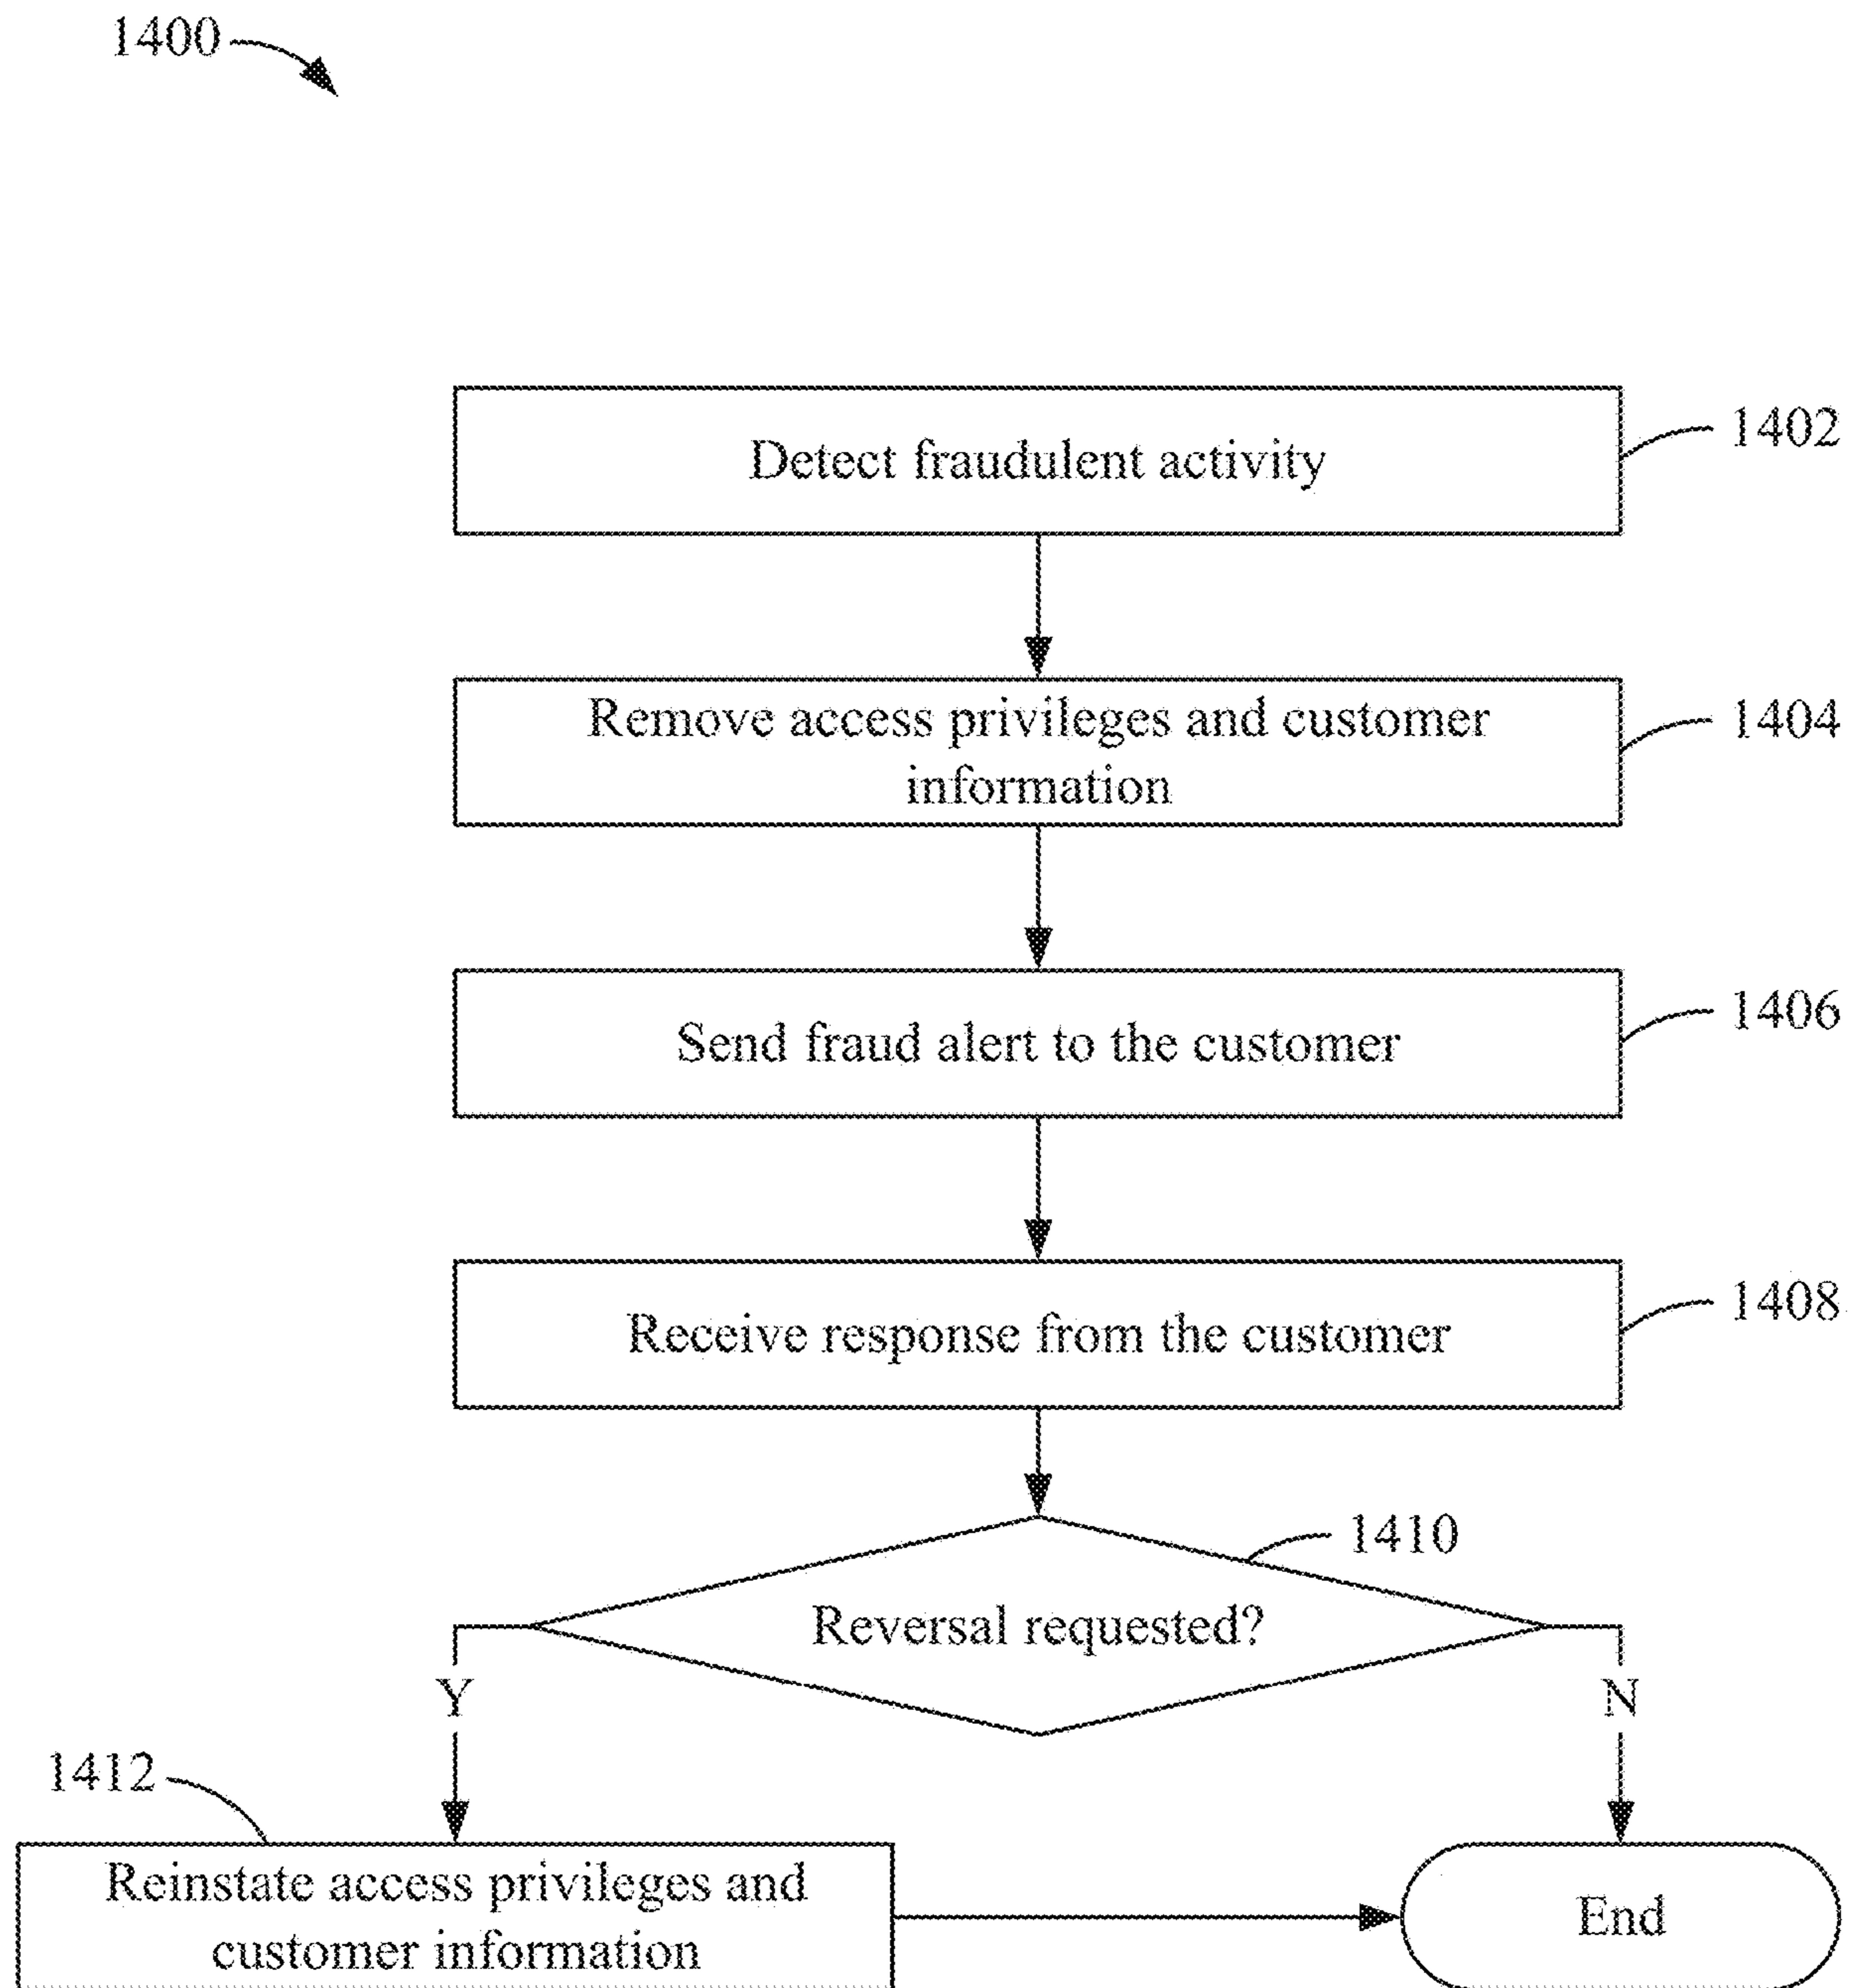 1400
Detect fraudulent activity
1402
Remove access privileges and customer
information
1404
Send fraud alert to the customer
1406
Receive response from the customer
1408
1410
Reversal requested?
Y
N
1412
Reinstate access privileges and
customer information
End